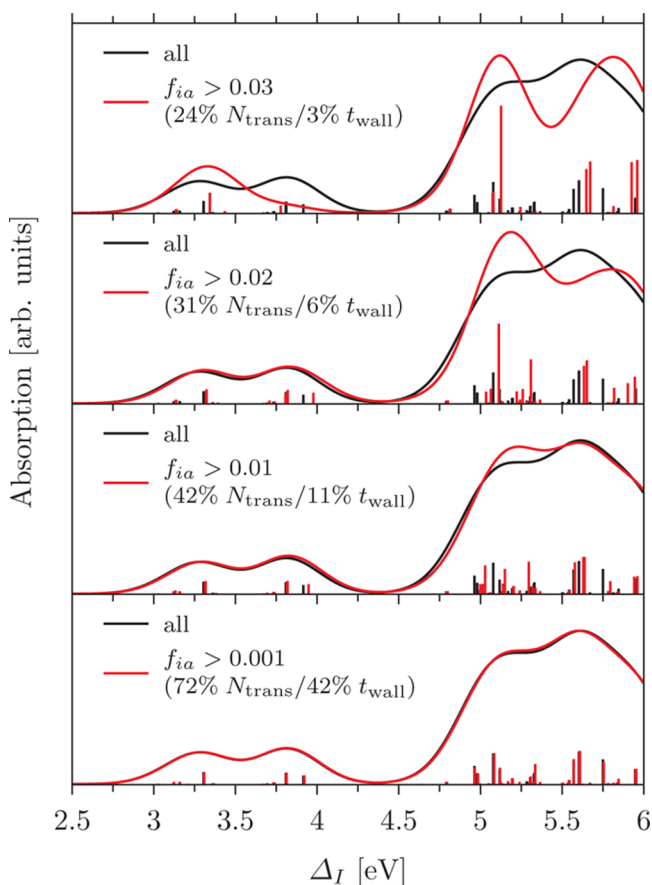 all
f_ia > 0.03
(24% N_trans/3% t_wall)
all
f_ia > 0.02
(31% N_trans/6% t_wall)
all
f_ia > 0.01
(42% N_trans/11% t_wall)
all
f_ia > 0.001
(72% N_trans/42% t_wall)
Absorption [arb. units]
2.5 3 3.5 4 4.5 5 5.5 6
Δ_I [eV]